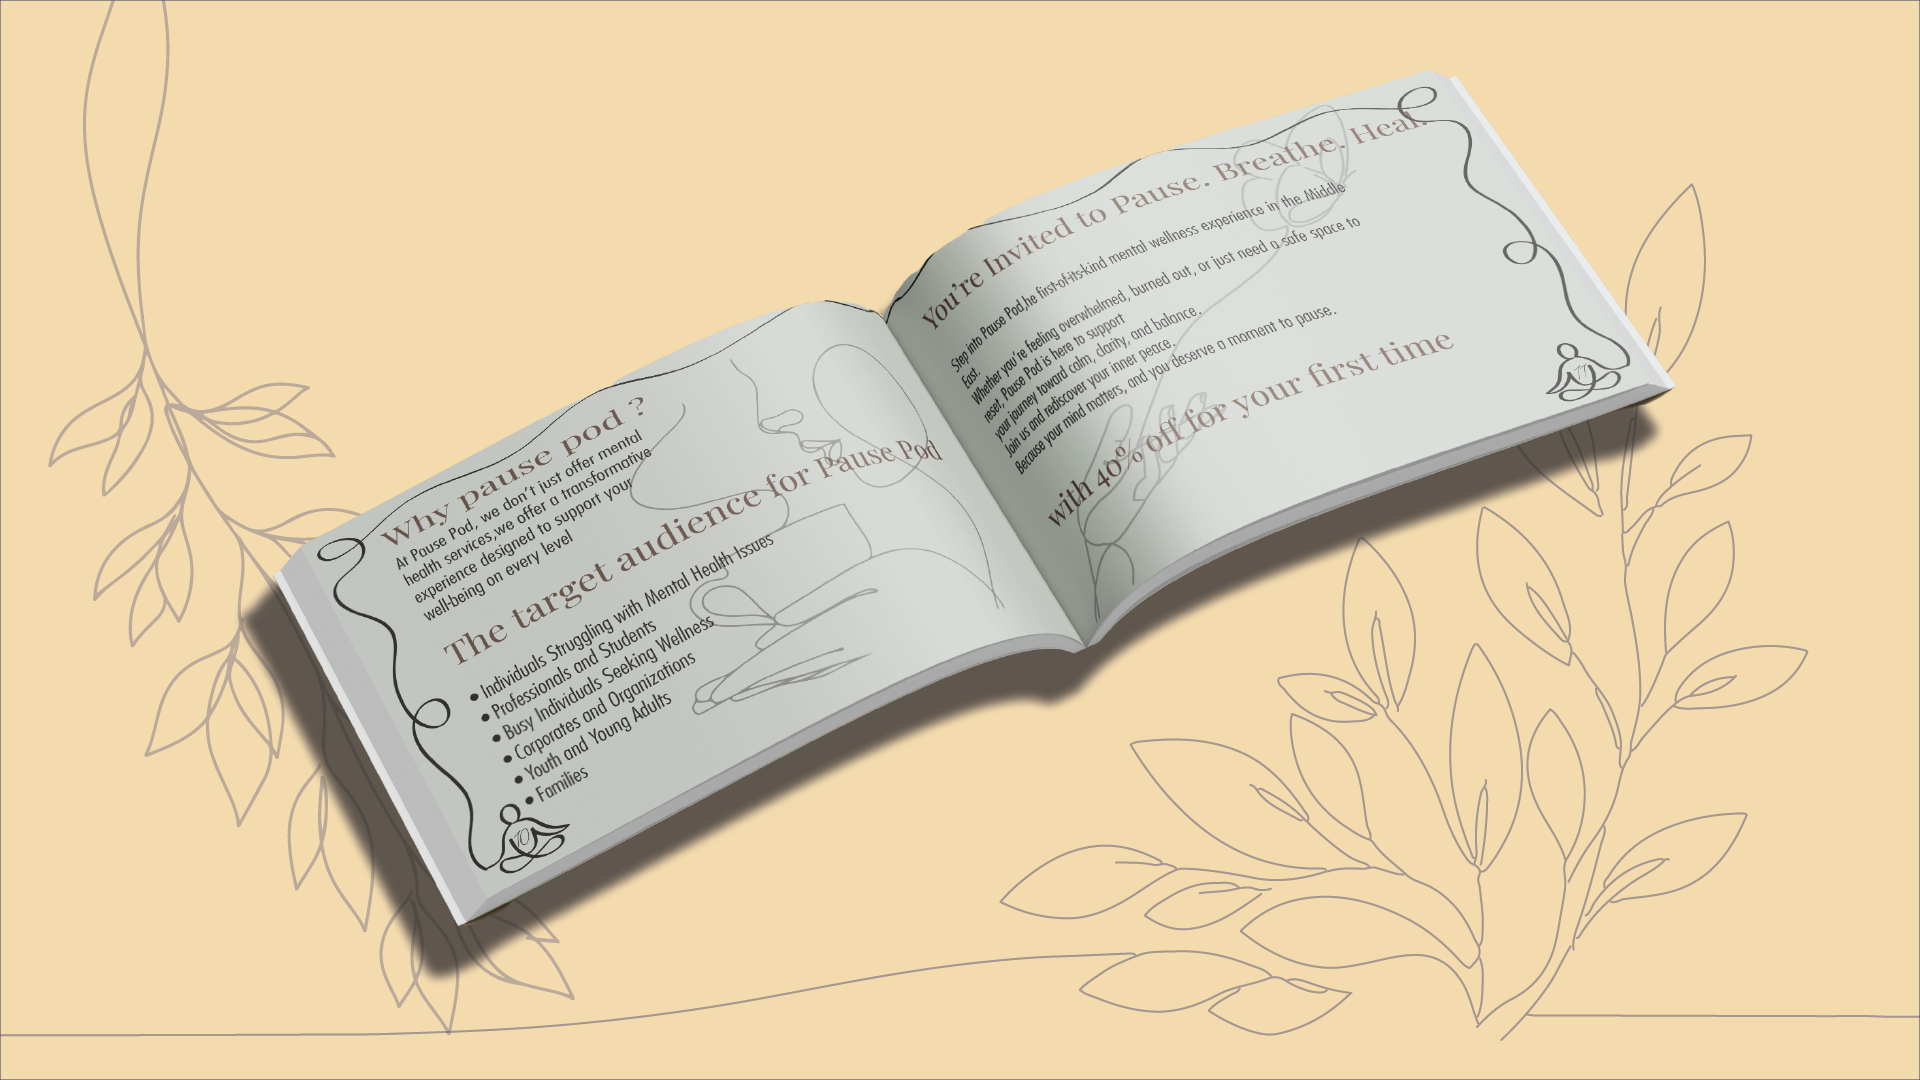 Why pause pod ?
At Pause Pod, we don't just offer mental
health services,we offer a transformative
experience designed to support your
well-being on every level
The target audience for Pause Pod
• Individuals Struggling with Mental Health Issues
• Professionals and Students
• Busy Individuals Seeking Wellness
• Corporates and Organizations
• Youth and Young Adults
• Families
10
You're Invited to Pause. Breathe. Heal.
Step into Pause Pod,he first-of-its-kind mental wellness experience in the Middle
East.
Whether you're feeling overwhelmed, burned out, or just need a safe space to
reset, Pause Pod is here to support
your journey toward calm, clarity, and balance.
Join us and rediscover your inner peace.
Because your mind matters, and you deserve a moment to pause.
with 40% off for your first time
11